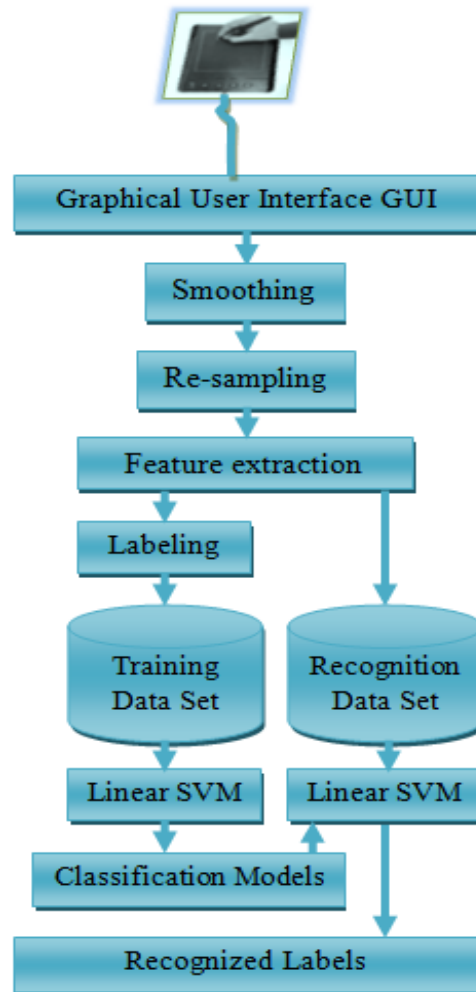 Graphical User Interface GUI
Smoothing
Re-sampling
Feature extraction
Labeling
Training
Data Set
Recognition
Data Set
Linear SVM
Linear SVM
Classification Models
Recognized Labels